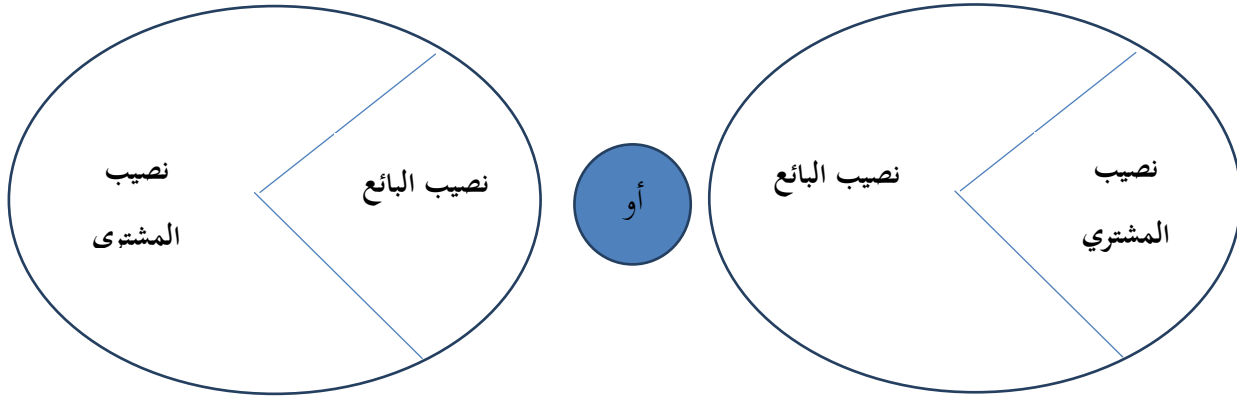 نصيب
المشتري
نصيب البائع
أو
نصيب البائع
نصيب
المشترى